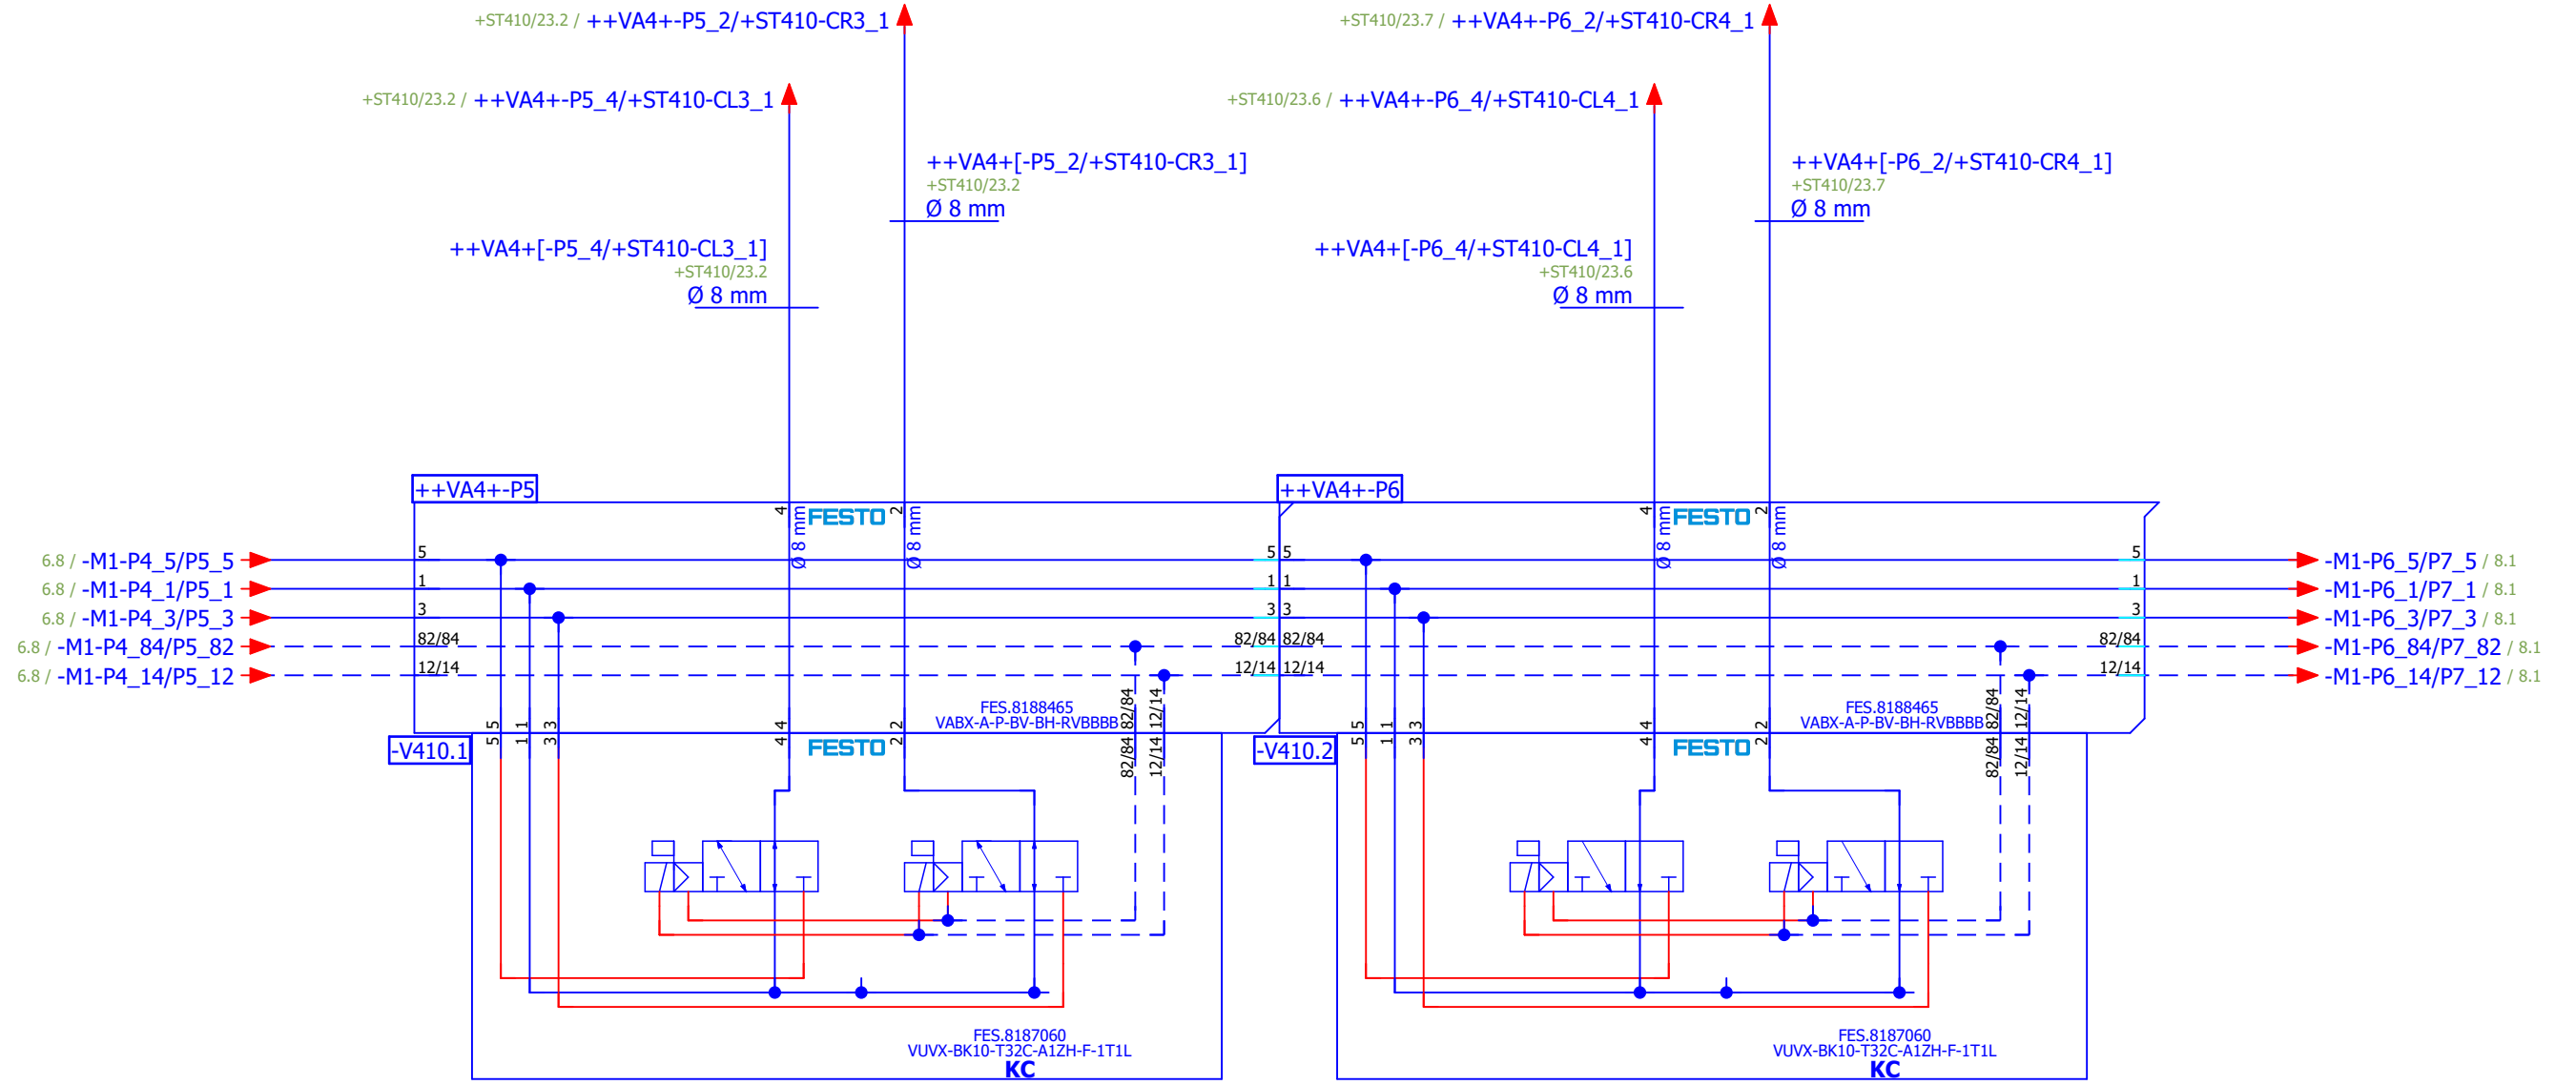 +ST410/23.2 / ++VA4+-P5_2/+ST410-CR3_1
+ST410/23.7 / ++VA4+-P6_2/+ST410-CR4_1
+ST410/23.2 / ++VA4+-P5_4/+ST410-CL3_1
+ST410/23.6 / ++VA4+-P6_4/+ST410-CL4_1
++VA4+[-P5_2/+ST410-CR3_1]
+ST410/23.2
Ø 8 mm
++VA4+[-P6_2/+ST410-CR4_1]
+ST410/23.7
Ø 8 mm
++VA4+[-P5_4/+ST410-CL3_1]
+ST410/23.2
Ø 8 mm
++VA4+[-P6_4/+ST410-CL4_1]
+ST410/23.6
Ø 8 mm
++VA4+-P5
++VA4+-P6
4 FESTO 2
Ø 8 mm
Ø 8 mm
4 FESTO 2
Ø 8 mm
Ø 8 mm
6.8 / -M1-P4_5/P5_5
5
5 5
5
-M1-P6_5/P7_5 / 8.1
6.8 / -M1-P4_1/P5_1
1
1 1
1
-M1-P6_1/P7_1 / 8.1
6.8 / -M1-P4_3/P5_3
3
3 3
3
-M1-P6_3/P7_3 / 8.1
6.8 / -M1-P4_84/P5_82
82/84
82/84 82/84
82/84
-M1-P6_84/P7_82 / 8.1
6.8 / -M1-P4_14/P5_12
12/14
12/14 12/14
12/14
-M1-P6_14/P7_12 / 8.1
FES.8188465
VABX-A-P-BV-BH-RVBBBB
FES.8188465
VABX-A-P-BV-BH-RVBBBB
5 1 3 4 2 82/84 12/14
5 1 3 4 2 82/84 12/14
-V410.1
5 1 3 4 FESTO 2 82/84 12/14
-V410.2
5 1 3 4 FESTO 2 82/84 12/14
FES.8187060
VUVX-BK10-T32C-A1ZH-F-1T1L
KC
FES.8187060
VUVX-BK10-T32C-A1ZH-F-1T1L
KC